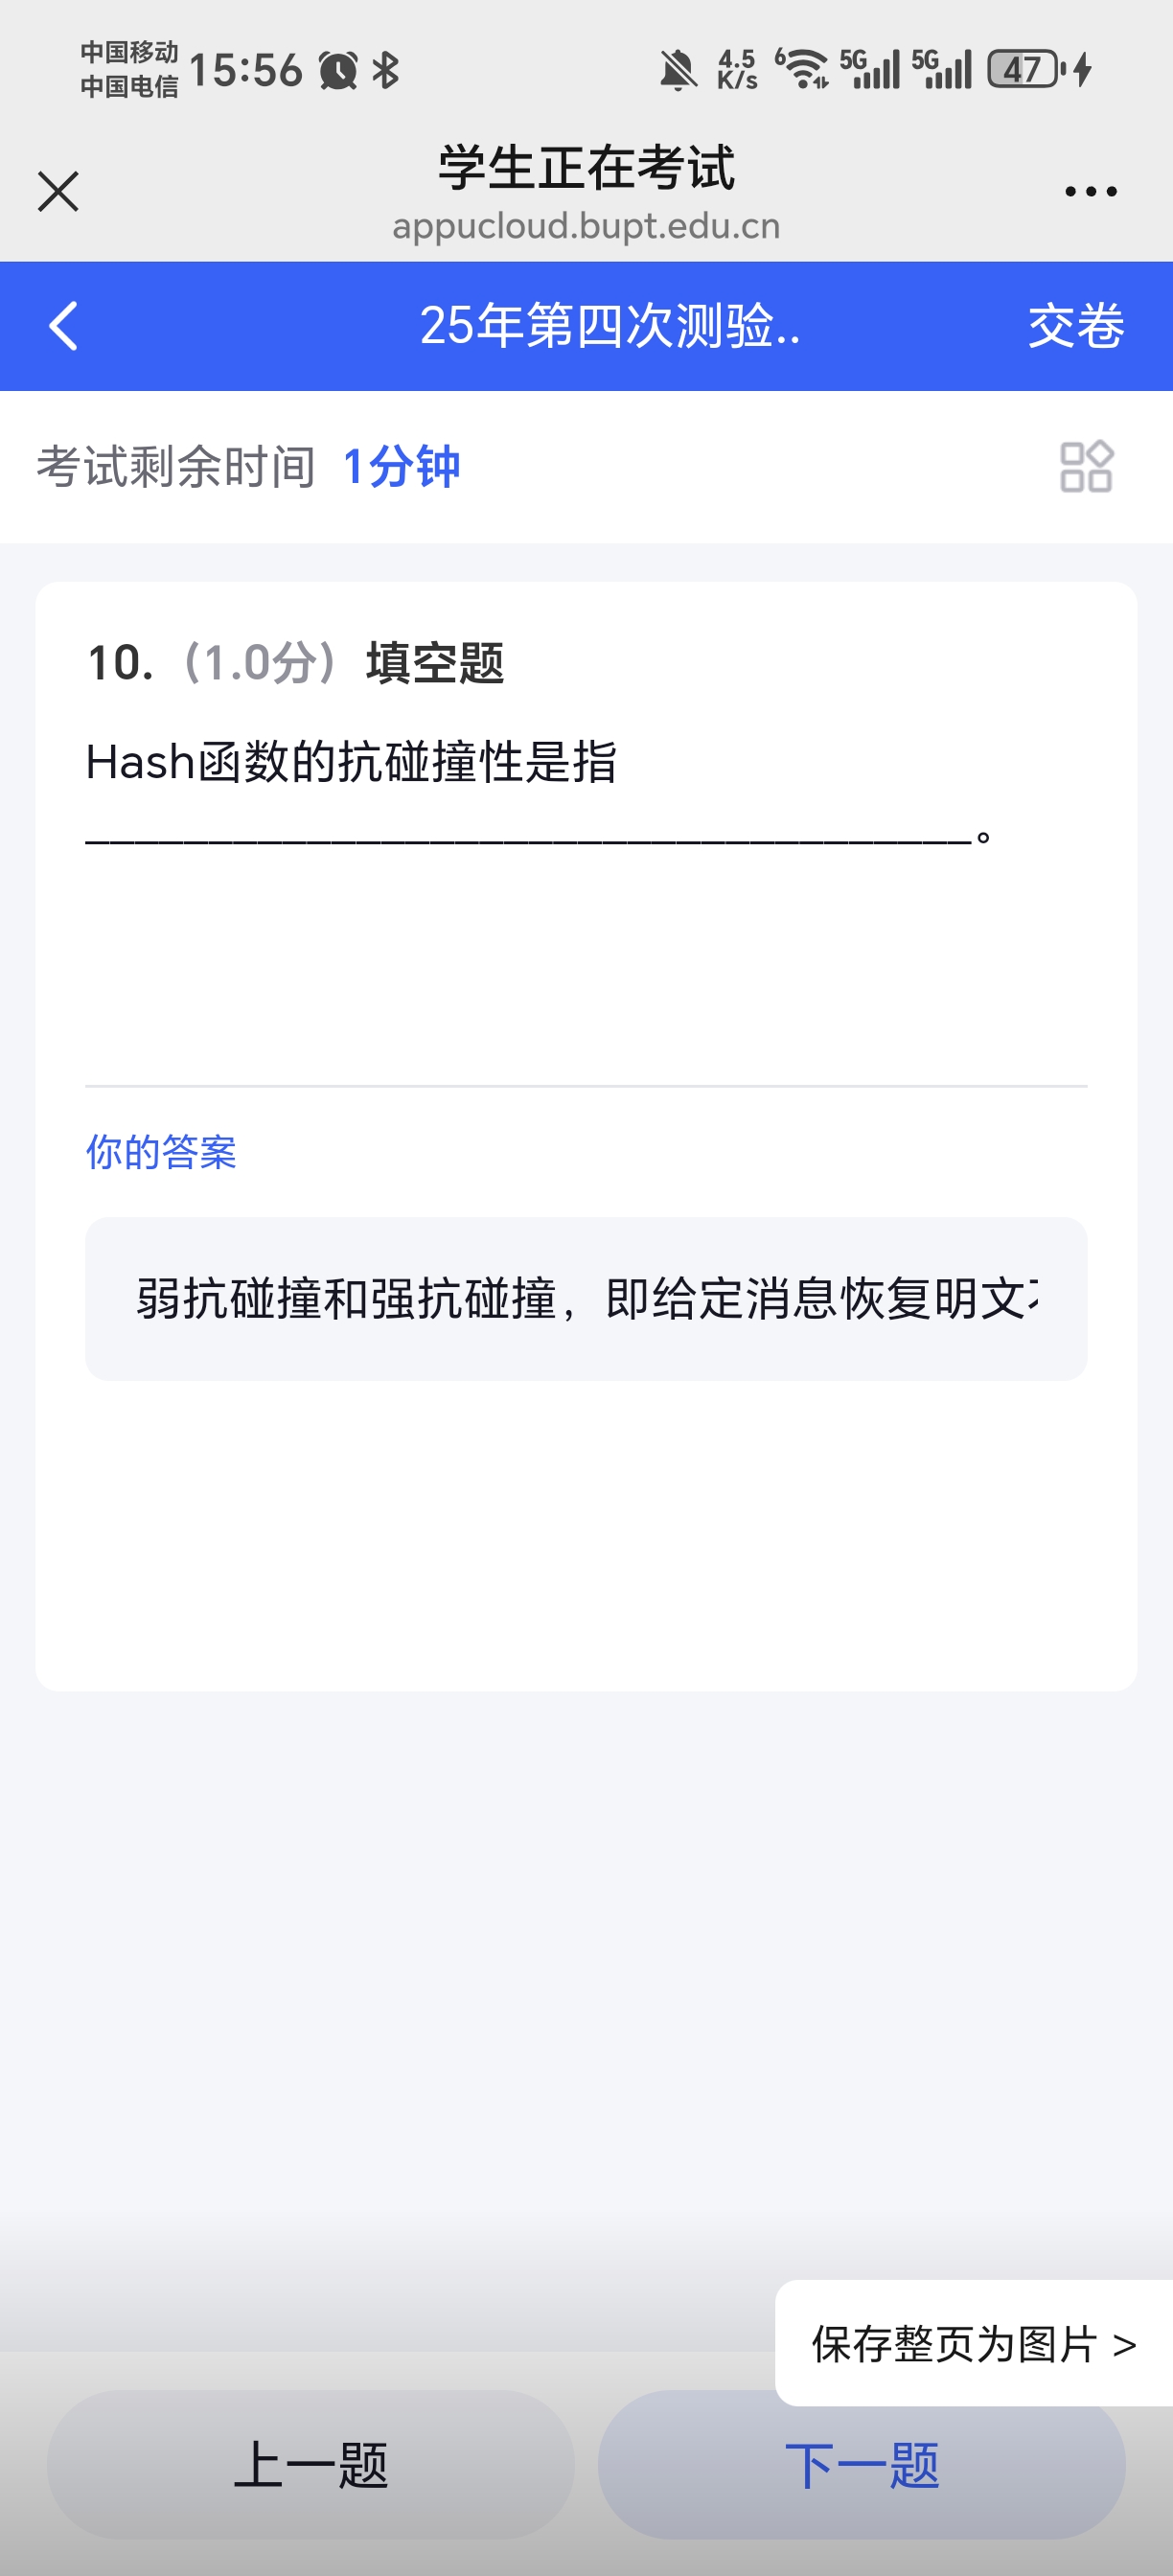 中国移动
中国电信
15:56
4.5
K/s
6
5G
5G
47
学生正在考试
appucloud.bupt.edu.cn
25年第四次测验..
交卷
考试剩余时间 1分钟
10.（1.0分）填空题
Hash函数的抗碰撞性是指
____________________________________。
你的答案
弱抗碰撞和强抗碰撞，即给定消息恢复明文
保存整页为图片 >
上一题
下一题